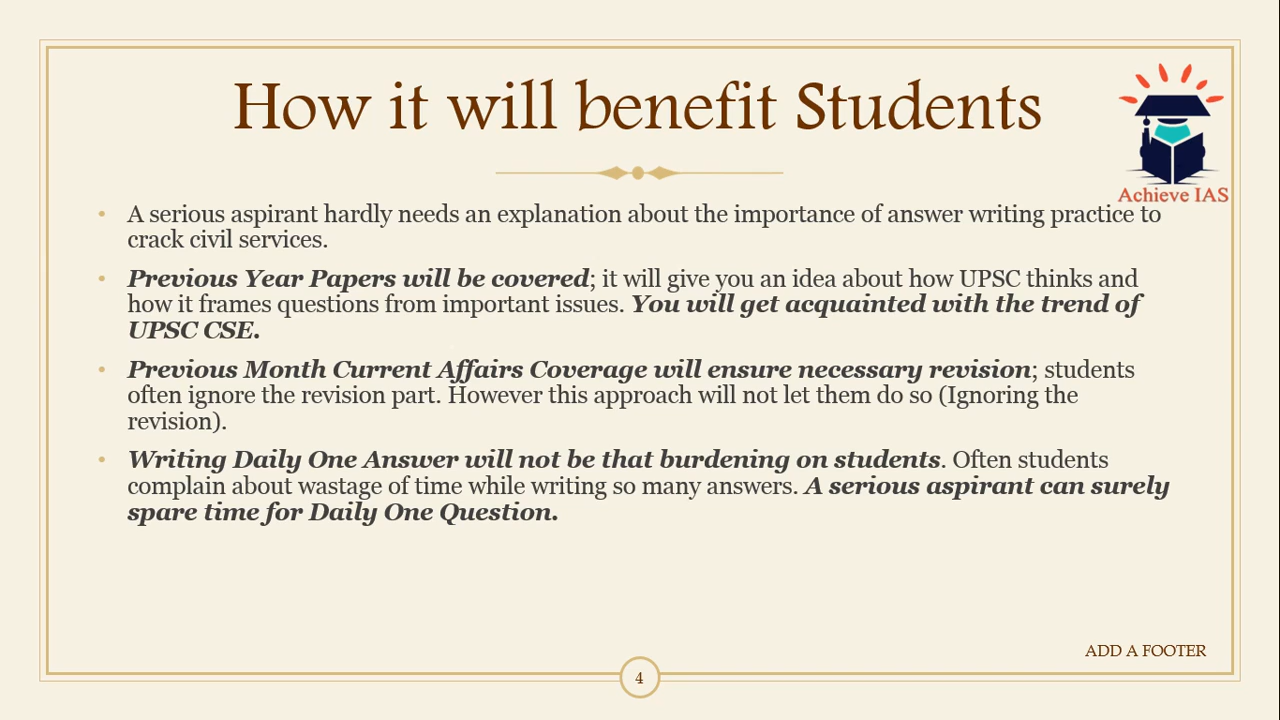 How it will benefit Students
Achieve IAS
• A serious aspirant hardly needs an explanation about the importance of answer writing practice to
crack civil services.
• Previous Year Papers will be covered; it will give you an idea about how UPSC thinks and
how it frames questions from important issues. You will get acquainted with the trend of
UPSC CSE.
• Previous Month Current Affairs Coverage will ensure necessary revision; students
often ignore the revision part. However this approach will not let them do so (Ignoring the
revision).
• Writing Daily One Answer will not be that burdening on students. Often students
complain about wastage of time while writing so many answers. A serious aspirant can surely
spare time for Daily One Question.
ADD A FOOTER
4